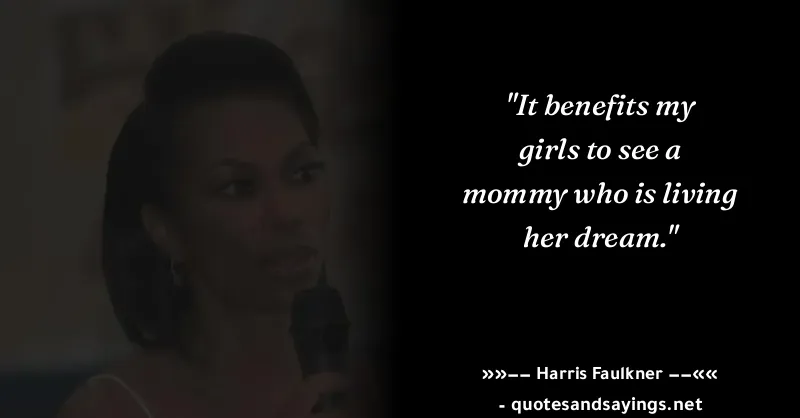 "It benefits my
girls to see a
mommy who is living
her dream."
»»–– Harris Faulkner ––««
- quotesandsayings.net